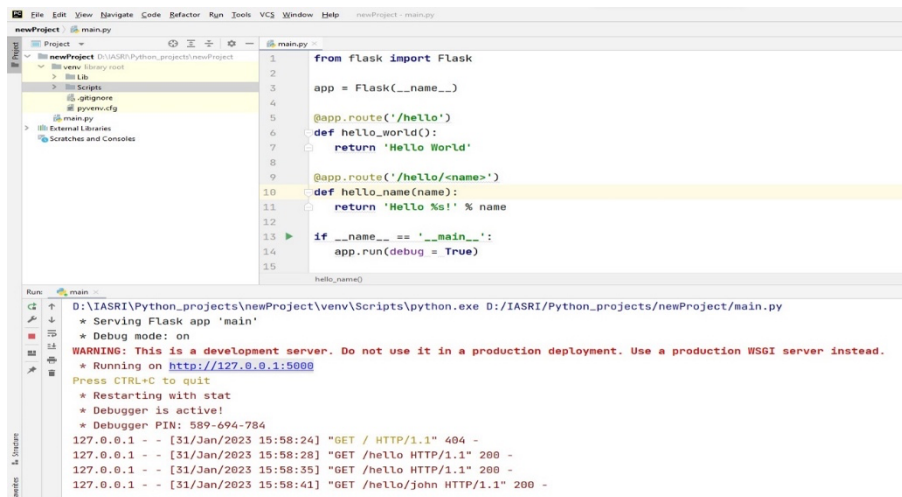 File Edit View Navigate Code Refactor Run Tools VCS Window Help newProject - main.py
newProject main.py
Project
main.py
newProject D:\IASRI\Python_projects\newProject
venv library root
Lib
Scripts
.gitignore
pyvenv.cfg
main.py
External Libraries
Scratches and Consoles
1 from flask import Flask
2
3 app = Flask(__name__)
4
5 @app.route('/hello')
6 def hello_world():
7 return 'Hello World'
8
9 @app.route('/hello/<name>')
10 def hello_name(name):
11 return 'Hello %s!' % name
12
13 if __name__ == '__main__':
14 app.run(debug = True)
15
hello_name()
Run: main
D:\IASRI\Python_projects\newProject\venv\Scripts\python.exe D:/IASRI/Python_projects/newProject/main.py
* Serving Flask app 'main'
* Debug mode: on
WARNING: This is a development server. Do not use it in a production deployment. Use a production WSGI server instead.
* Running on http://127.0.0.1:5000
Press CTRL+C to quit
* Restarting with stat
* Debugger is active!
* Debugger PIN: 589-694-784
127.0.0.1 - - [31/Jan/2023 15:58:24] "GET / HTTP/1.1" 404 -
127.0.0.1 - - [31/Jan/2023 15:58:28] "GET /hello HTTP/1.1" 200 -
127.0.0.1 - - [31/Jan/2023 15:58:35] "GET /hello HTTP/1.1" 200 -
127.0.0.1 - - [31/Jan/2023 15:58:41] "GET /hello/john HTTP/1.1" 200 -
Project
Structure